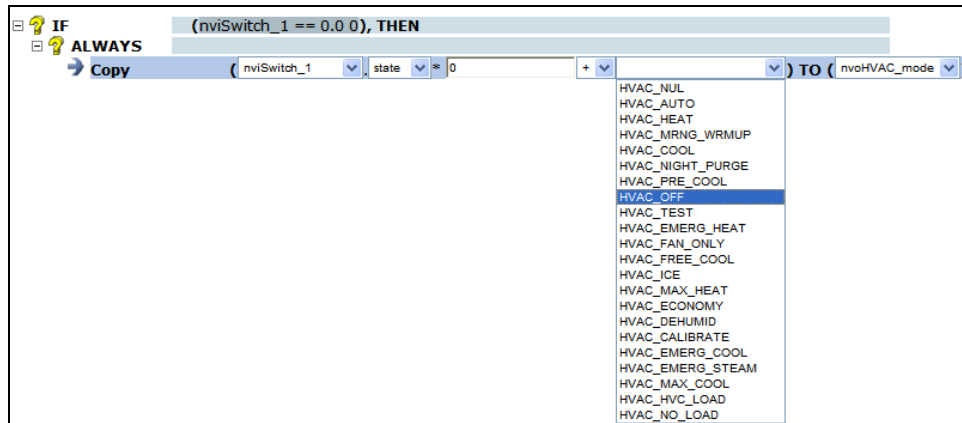 IF (nviSwitch_1 == 0.0 0), THEN
ALWAYS
Copy ( nviSwitch_1 . state * 0 + ) TO ( nvoHVAC_mode
HVAC_NUL
HVAC_AUTO
HVAC_HEAT
HVAC_MRNG_WRMUP
HVAC_COOL
HVAC_NIGHT_PURGE
HVAC_PRE_COOL
HVAC_OFF
HVAC_TEST
HVAC_EMERG_HEAT
HVAC_FAN_ONLY
HVAC_FREE_COOL
HVAC_ICE
HVAC_MAX_HEAT
HVAC_ECONOMY
HVAC_DEHUMID
HVAC_CALIBRATE
HVAC_EMERG_COOL
HVAC_EMERG_STEAM
HVAC_MAX_COOL
HVAC_HVC_LOAD
HVAC_NO_LOAD